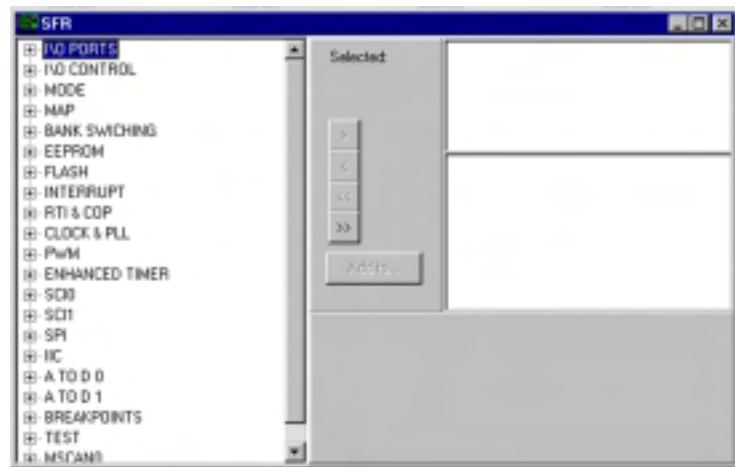 SFR
I\O PORTS
I\O CONTROL
MODE
MAP
BANK SWICHING
EEPROM
FLASH
INTERRUPT
RTI & COP
CLOCK & PLL
PWM
ENHANCED TIMER
SCI0
SCI1
SPI
IIC
A TO D 0
A TO D 1
BREAKPOINTS
TEST
MSCAN0
Selected:
>
<
<<
>>
Add to...